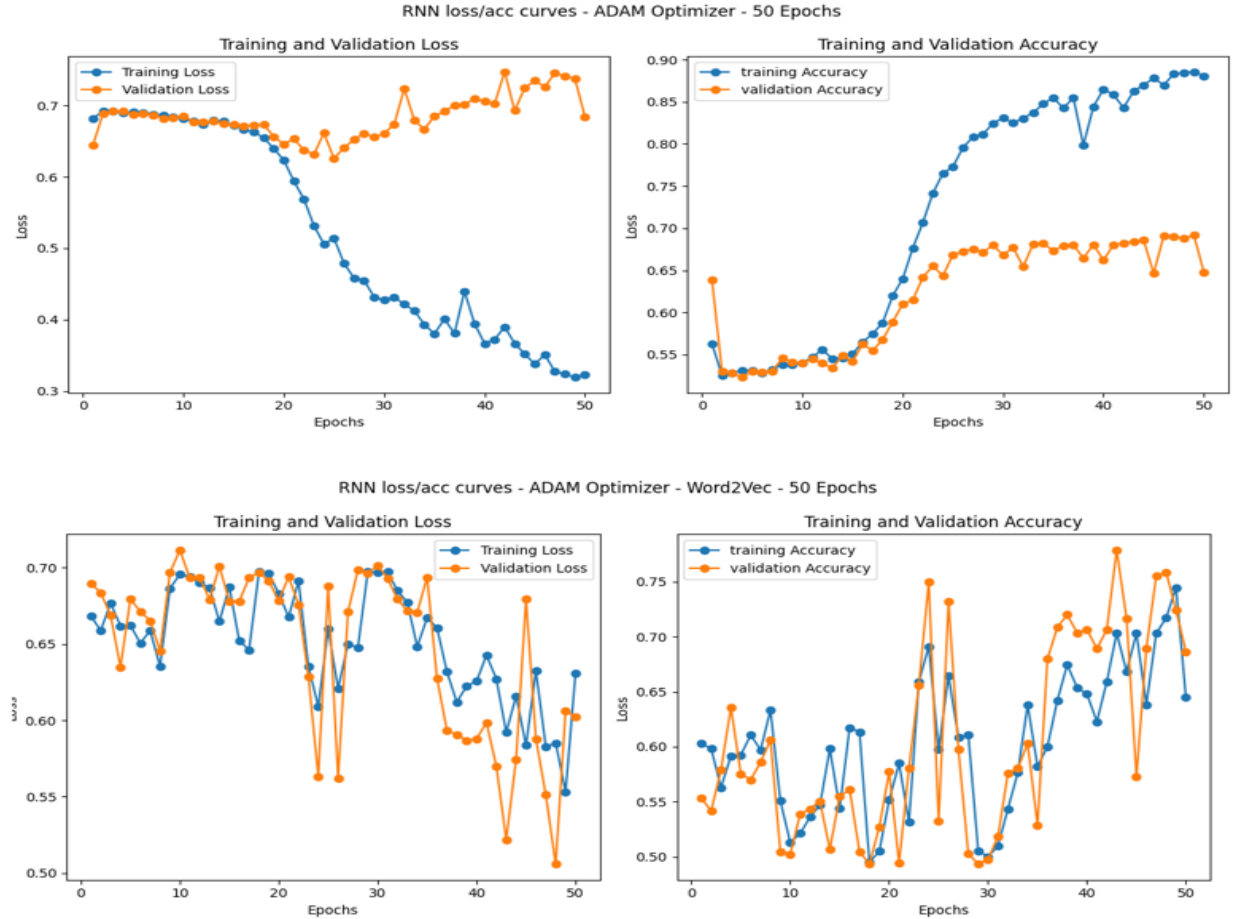 RNN loss/acc curves - ADAM Optimizer - 50 Epochs
Training and Validation Loss
Training Loss
Validation Loss
0.7
0.6
0.5
0.4
0.3
Loss
0
10
20
30
40
50
Epochs
Training and Validation Accuracy
training Accuracy
validation Accuracy
0.90
0.85
0.80
0.75
0.70
0.65
0.60
0.55
Loss
0
10
20
30
40
50
Epochs
RNN loss/acc curves - ADAM Optimizer - Word2Vec - 50 Epochs
Training and Validation Loss
Training Loss
Validation Loss
0.70
0.65
0.60
0.55
0.50
Loss
0
10
20
30
40
50
Epochs
Training and Validation Accuracy
training Accuracy
validation Accuracy
0.75
0.70
0.65
0.60
0.55
0.50
Loss
0
10
20
30
40
50
Epochs